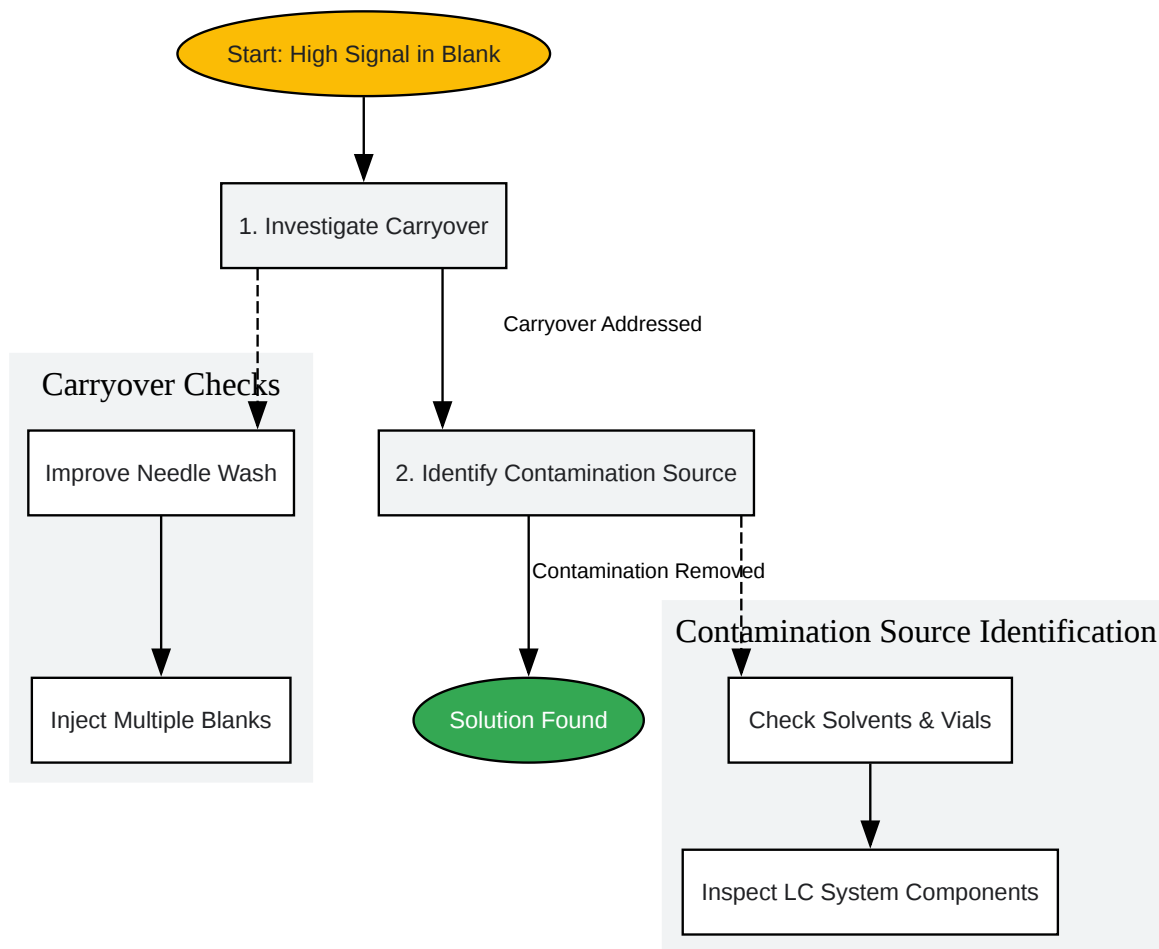 Start: High Signal in Blank
1. Investigate Carryover
Carryover Addressed
Carryover Checks
Improve Needle Wash
2. Identify Contamination Source
Contamination Removed
Contamination Source Identification
Inject Multiple Blanks
Solution Found
Check Solvents & Vials
Inspect LC System Components